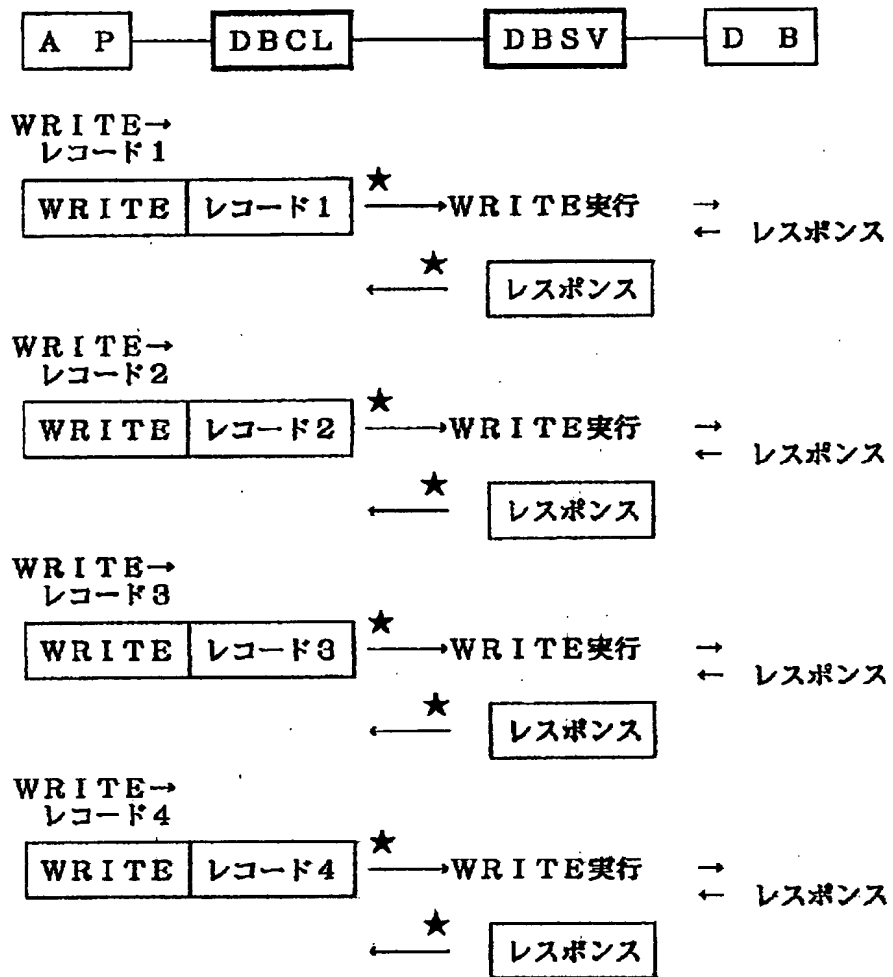 AP DBCL DBSV DB
WRITE→
レコード1
WRITE レコード1 ★ →WRITE実行 →
← レスポンス
★ ← レスポンス
WRITE→
レコード2
WRITE レコード2 ★ →WRITE実行 →
← レスポンス
★ ← レスポンス
WRITE→
レコード3
WRITE レコード3 ★ →WRITE実行 →
← レスポンス
★ ← レスポンス
WRITE→
レコード4
WRITE レコード4 ★ →WRITE実行 →
← レスポンス
★ ← レスポンス